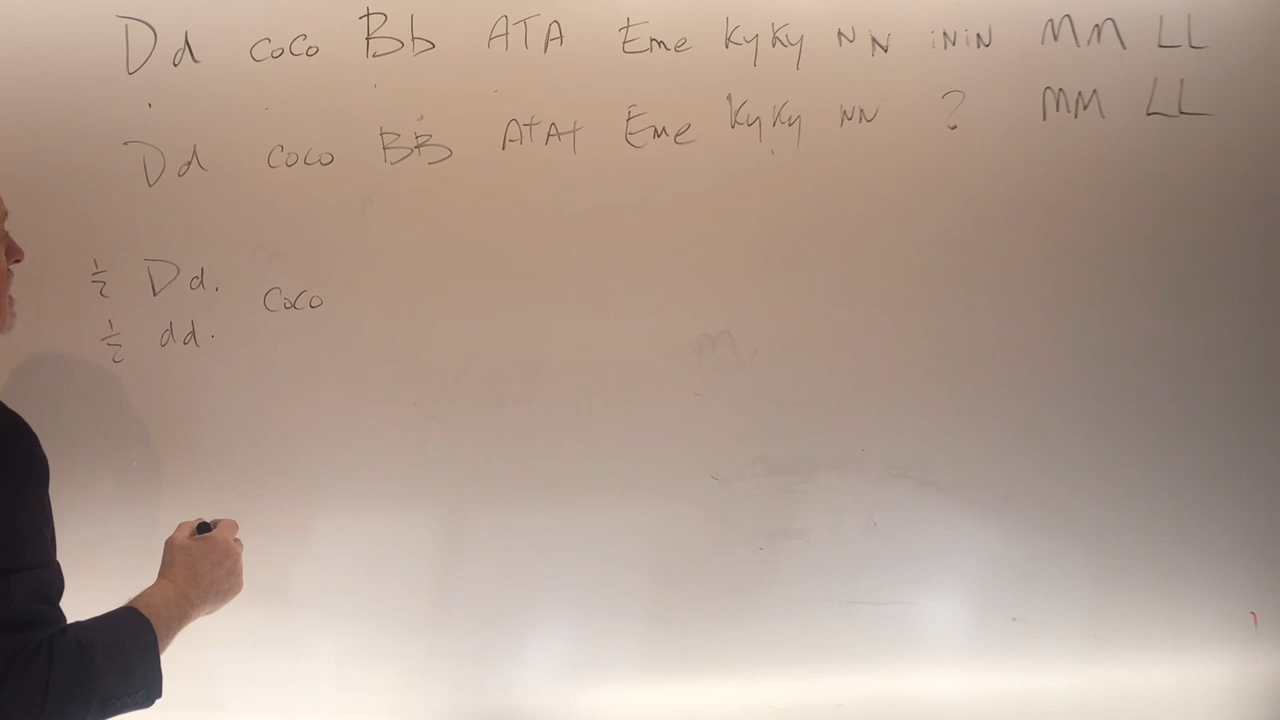 Dd coco Bb ATA Eme KyKy NN iNiN MM LL
Dd coco BB AtAt Eme KyKy NN ? MM LL
½ Dd. coco
½ dd.